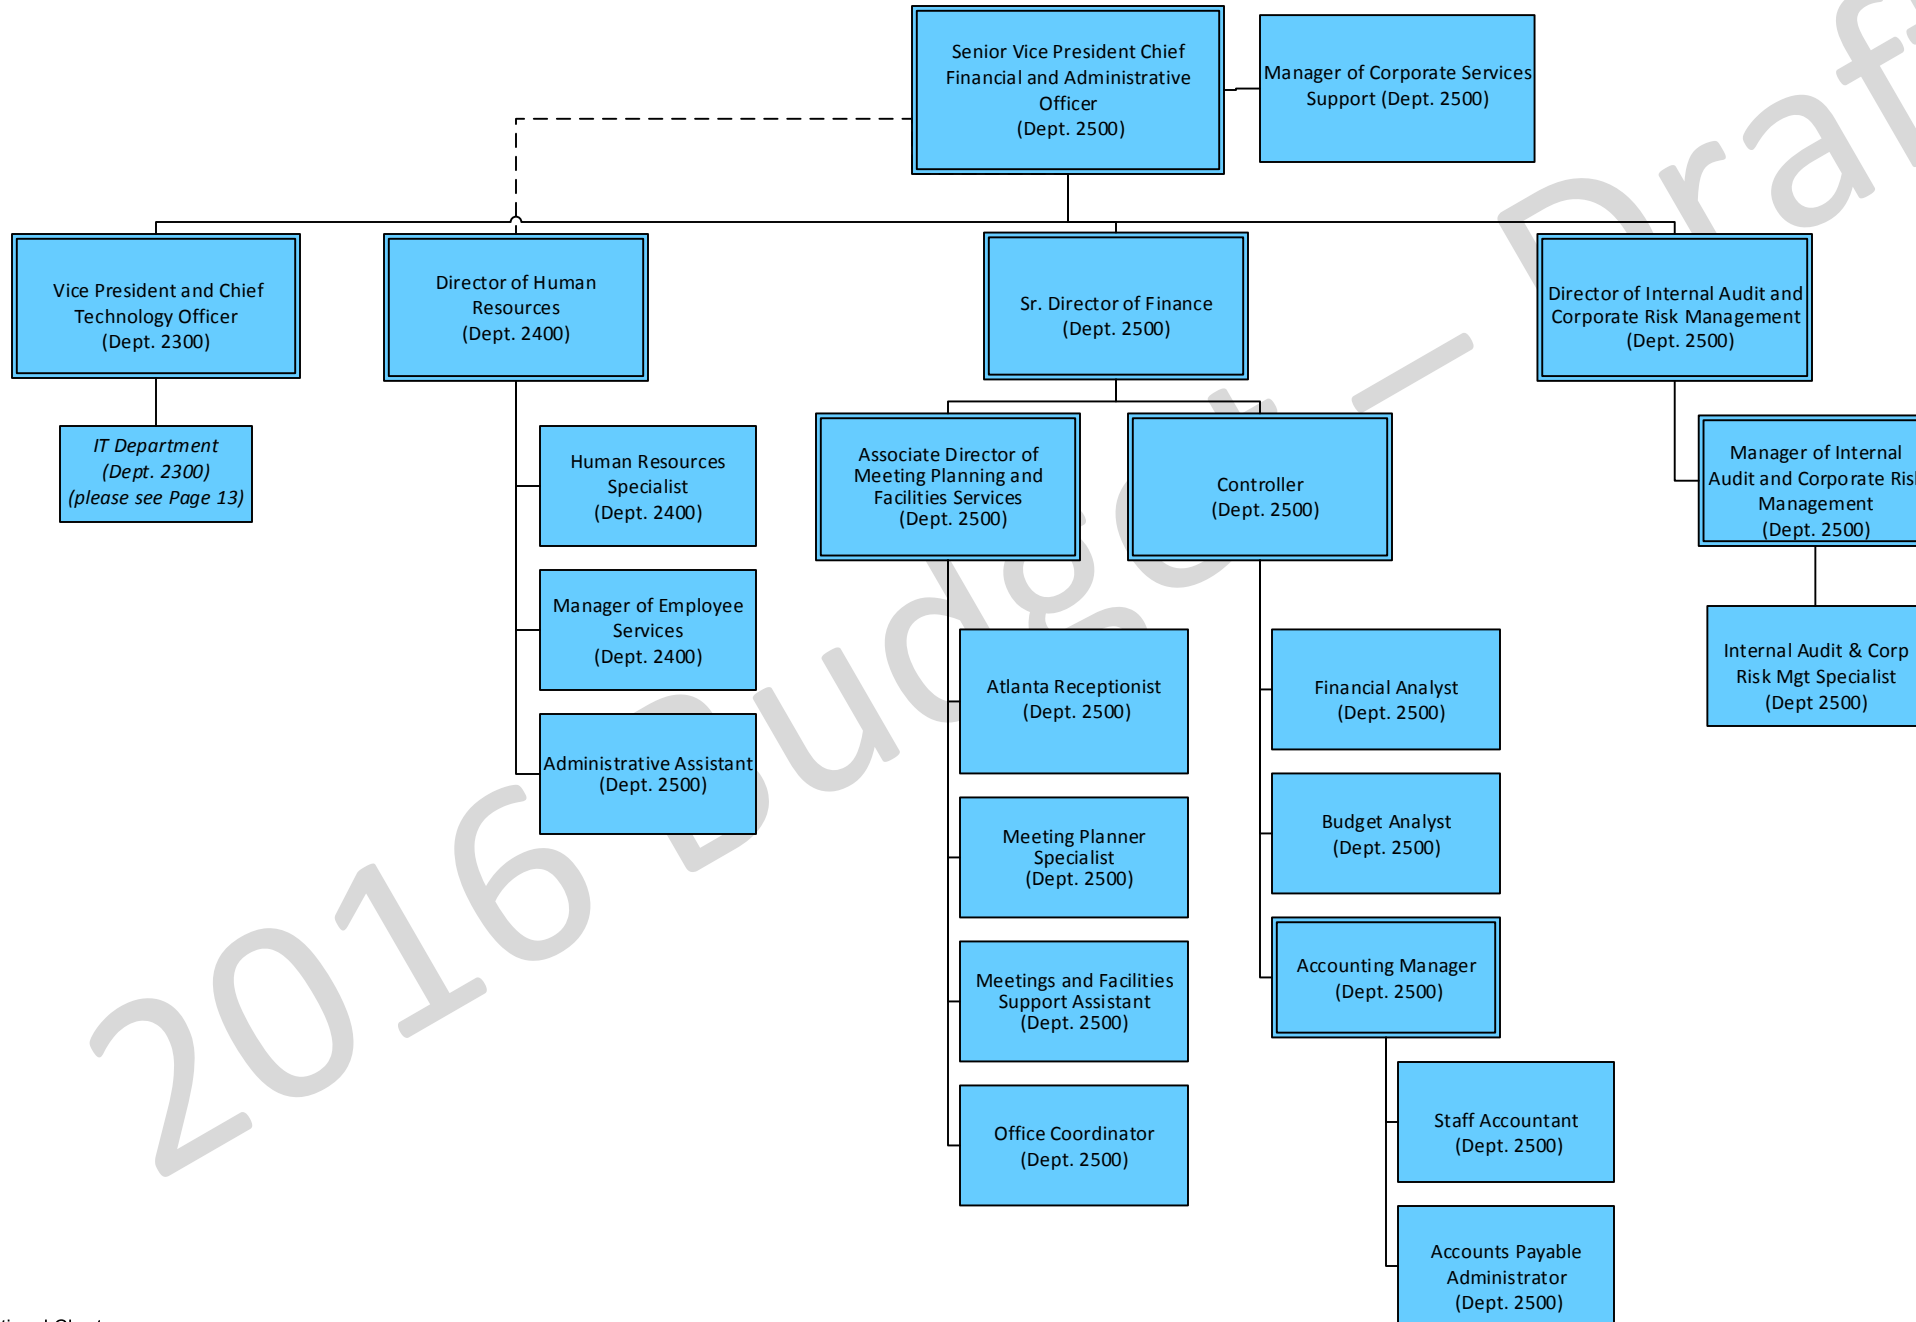 Senior Vice President Chief
Financial and Administrative
Officer
(Dept. 2500)
Manager of Corporate Services
Support (Dept. 2500)
Vice President and Chief
Technology Officer
(Dept. 2300)
Director of Human
Resources
(Dept. 2400)
Sr. Director of Finance
(Dept. 2500)
Director of Internal Audit and
Corporate Risk Management
(Dept. 2500)
IT Department
(Dept. 2300)
(please see Page 13)
Human Resources
Specialist
(Dept. 2400)
Manager of Employee
Services
(Dept. 2400)
Administrative Assistant
(Dept. 2500)
Associate Director of
Meeting Planning and
Facilities Services
(Dept. 2500)
Controller
(Dept. 2500)
Manager of Internal
Audit and Corporate Risk
Management
(Dept. 2500)
Internal Audit & Corp
Risk Mgt Specialist
(Dept 2500)
Atlanta Receptionist
(Dept. 2500)
Meeting Planner
Specialist
(Dept. 2500)
Meetings and Facilities
Support Assistant
(Dept. 2500)
Office Coordinator
(Dept. 2500)
Financial Analyst
(Dept. 2500)
Budget Analyst
(Dept. 2500)
Accounting Manager
(Dept. 2500)
Staff Accountant
(Dept. 2500)
Accounts Payable
Administrator
(Dept. 2500)
2016 Budget – Draft